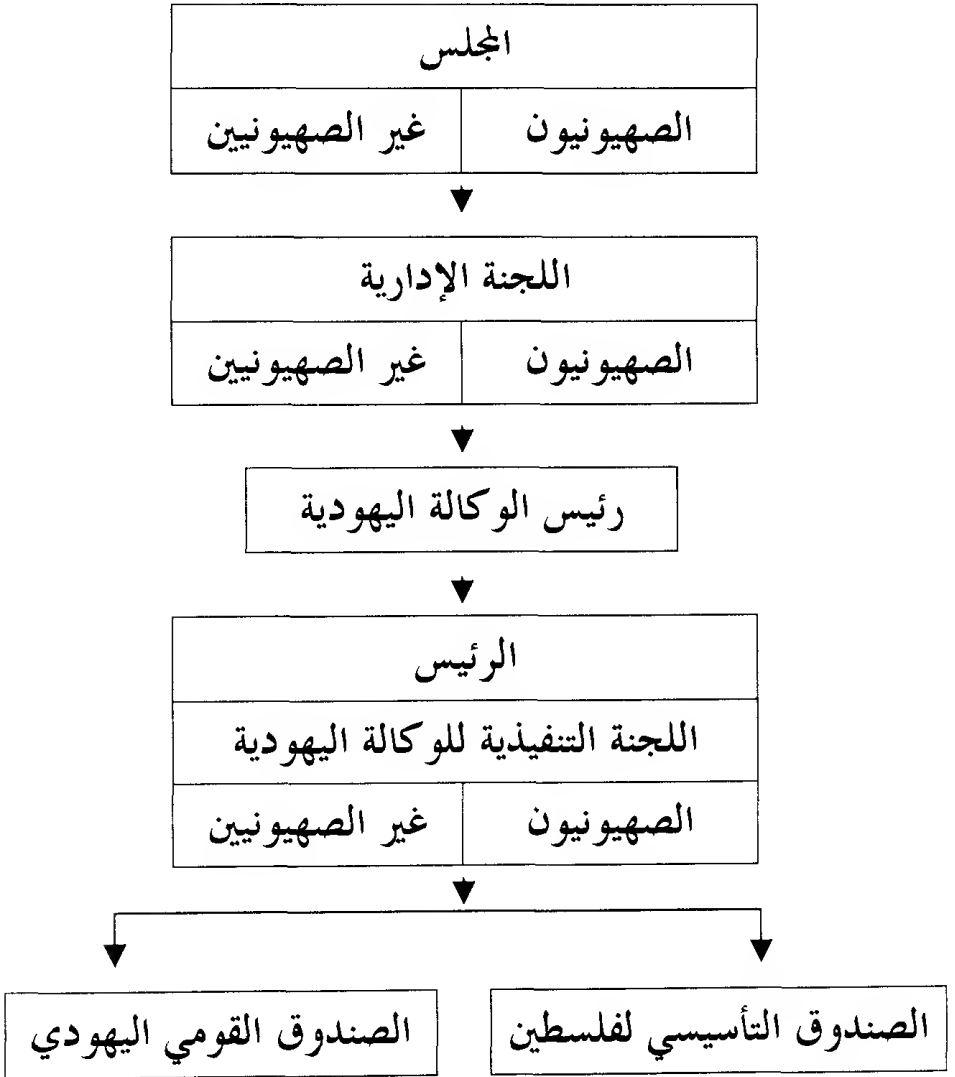 المجلس
الصهيونيون غير الصهيونيين
اللجنة الإدارية
الصهيونيون غير الصهيونيين
رئيس الوكالة اليهودية
الرئيس
اللجنة التنفيذية للوكالة اليهودية
الصهيونيون غير الصهيونيين
الصندوق التأسيسي لفلسطين الصندوق القومي اليهودي